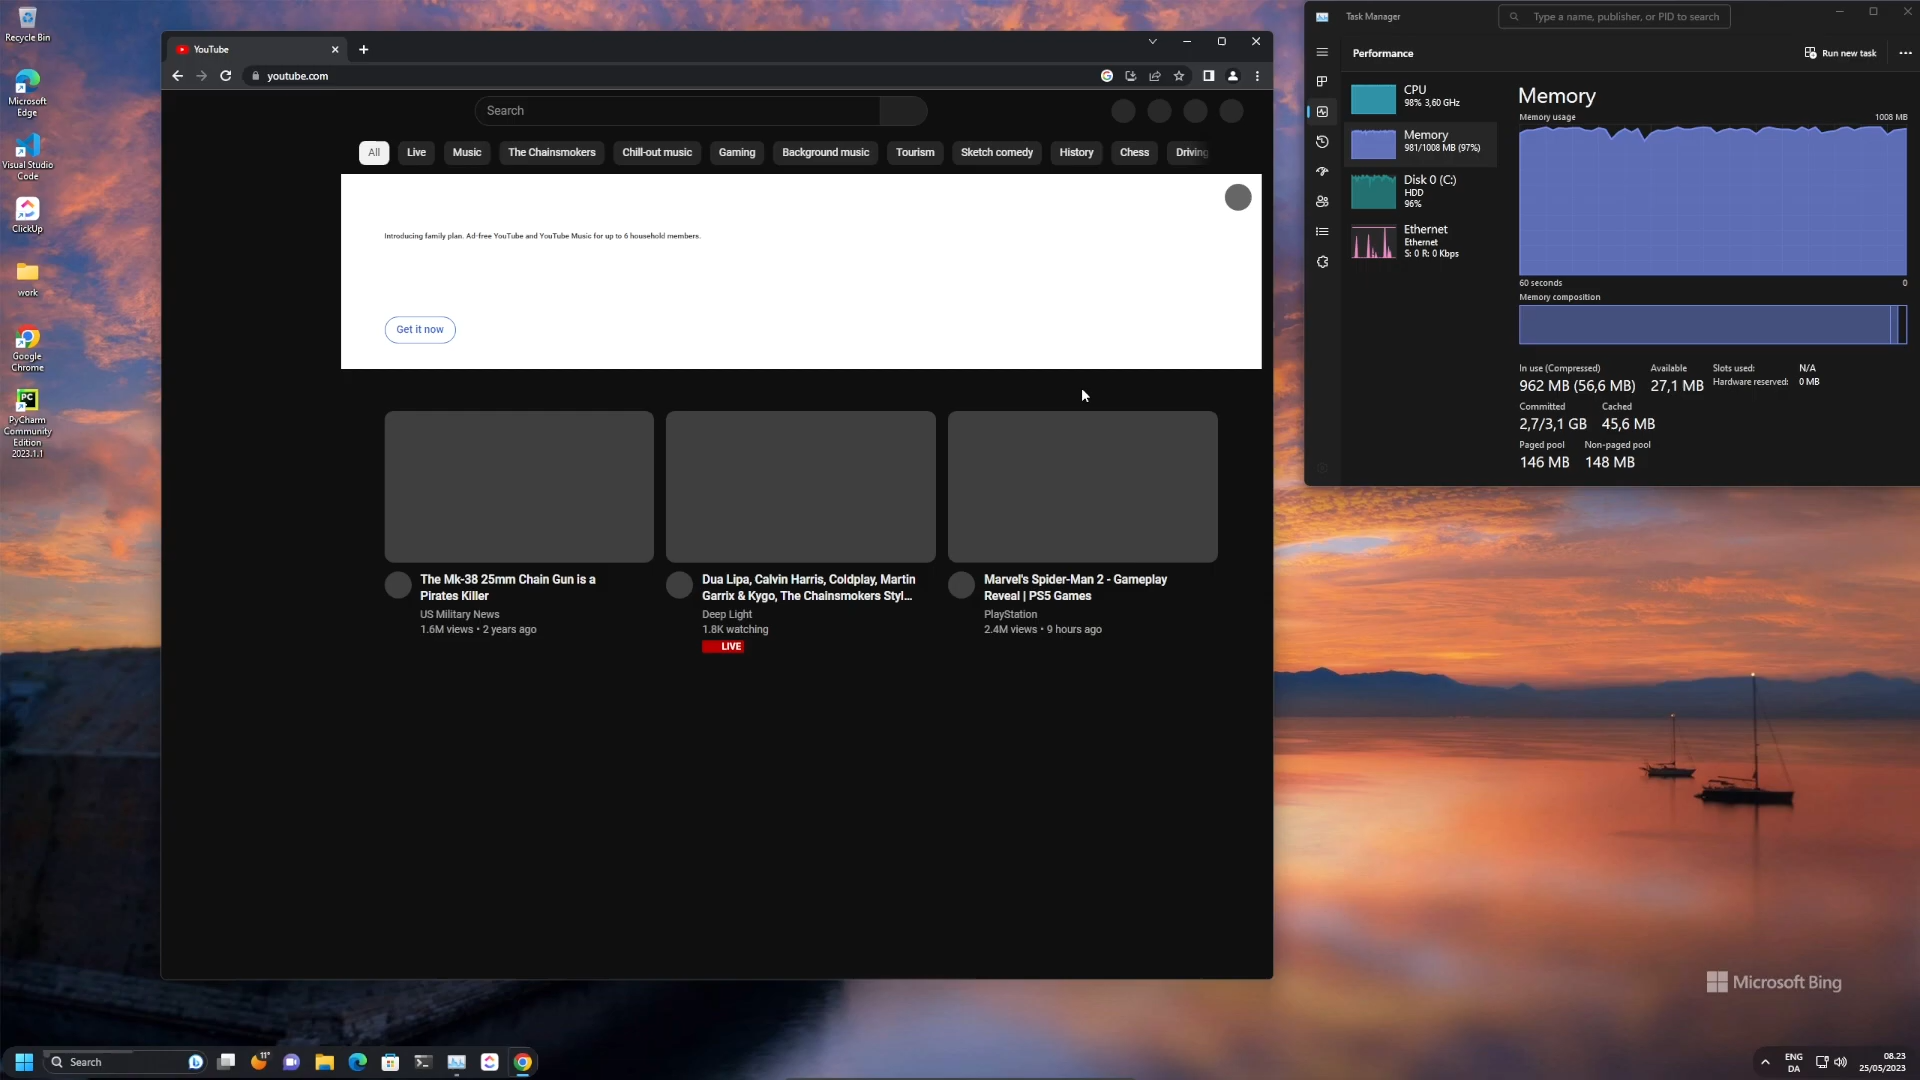 Recycle Bin
Microsoft
Edge
Visual Studio
Code
ClickUp
work
Google
Chrome
PC
PyCharm
Community
Edition
2023.1.1
YouTube
youtube.com
Search
All
Live
Music
The Chainsmokers
Chill-out music
Gaming
Background music
Tourism
Sketch comedy
History
Chess
Driving
Introducing family plan. Ad-free YouTube and YouTube Music for up to 6 household members.
Get it now
The Mk-38 25mm Chain Gun is a
Pirates Killer
US Military News
1.6M views • 2 years ago
Dua Lipa, Calvin Harris, Coldplay, Martin
Garrix & Kygo, The Chainsmokers Styl...
Deep Light
1.8K watching
LIVE
Marvel's Spider-Man 2 - Gameplay
Reveal | PS5 Games
PlayStation
2.4M views • 9 hours ago
Task Manager
Type a name, publisher, or PID to search
Performance
Run new task
CPU
98% 3,60 GHz
Memory
981/1008 MB (97%)
Disk 0 (C:)
HDD
96%
Ethernet
Ethernet
S: 0 R: 0 Kbps
Memory
Memory usage
1008 MB
60 seconds
0
Memory composition
In use (Compressed)
962 MB (56,6 MB)
Available
27,1 MB
Slots used:
N/A
Hardware reserved:
0 MB
Committed
2,7/3,1 GB
Cached
45,6 MB
Paged pool
146 MB
Non-paged pool
148 MB
Microsoft Bing
Search
11°
ENG
DA
08.23
25/05/2023